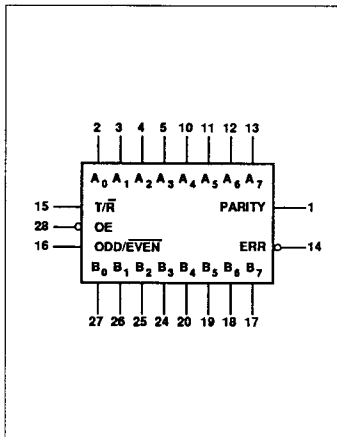 2 3 4 5 10 11 12 13
A0 A1 A2 A3 A4 A5 A6 A7
15 T/R̅ PARITY 1
28 OE
16 ODD/E̅V̅E̅N̅ ERR 14
B0 B1 B2 B3 B4 B5 B6 B7
27 26 25 24 20 19 18 17